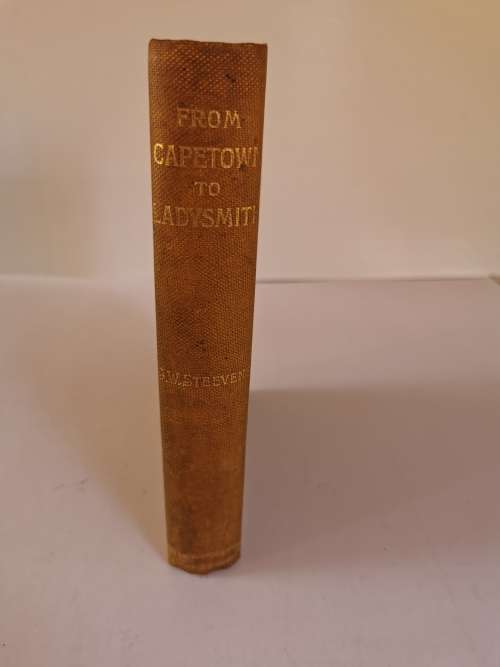 FROM
CAPETOWN
TO
LADYSMITH
G.W.STEEVENS